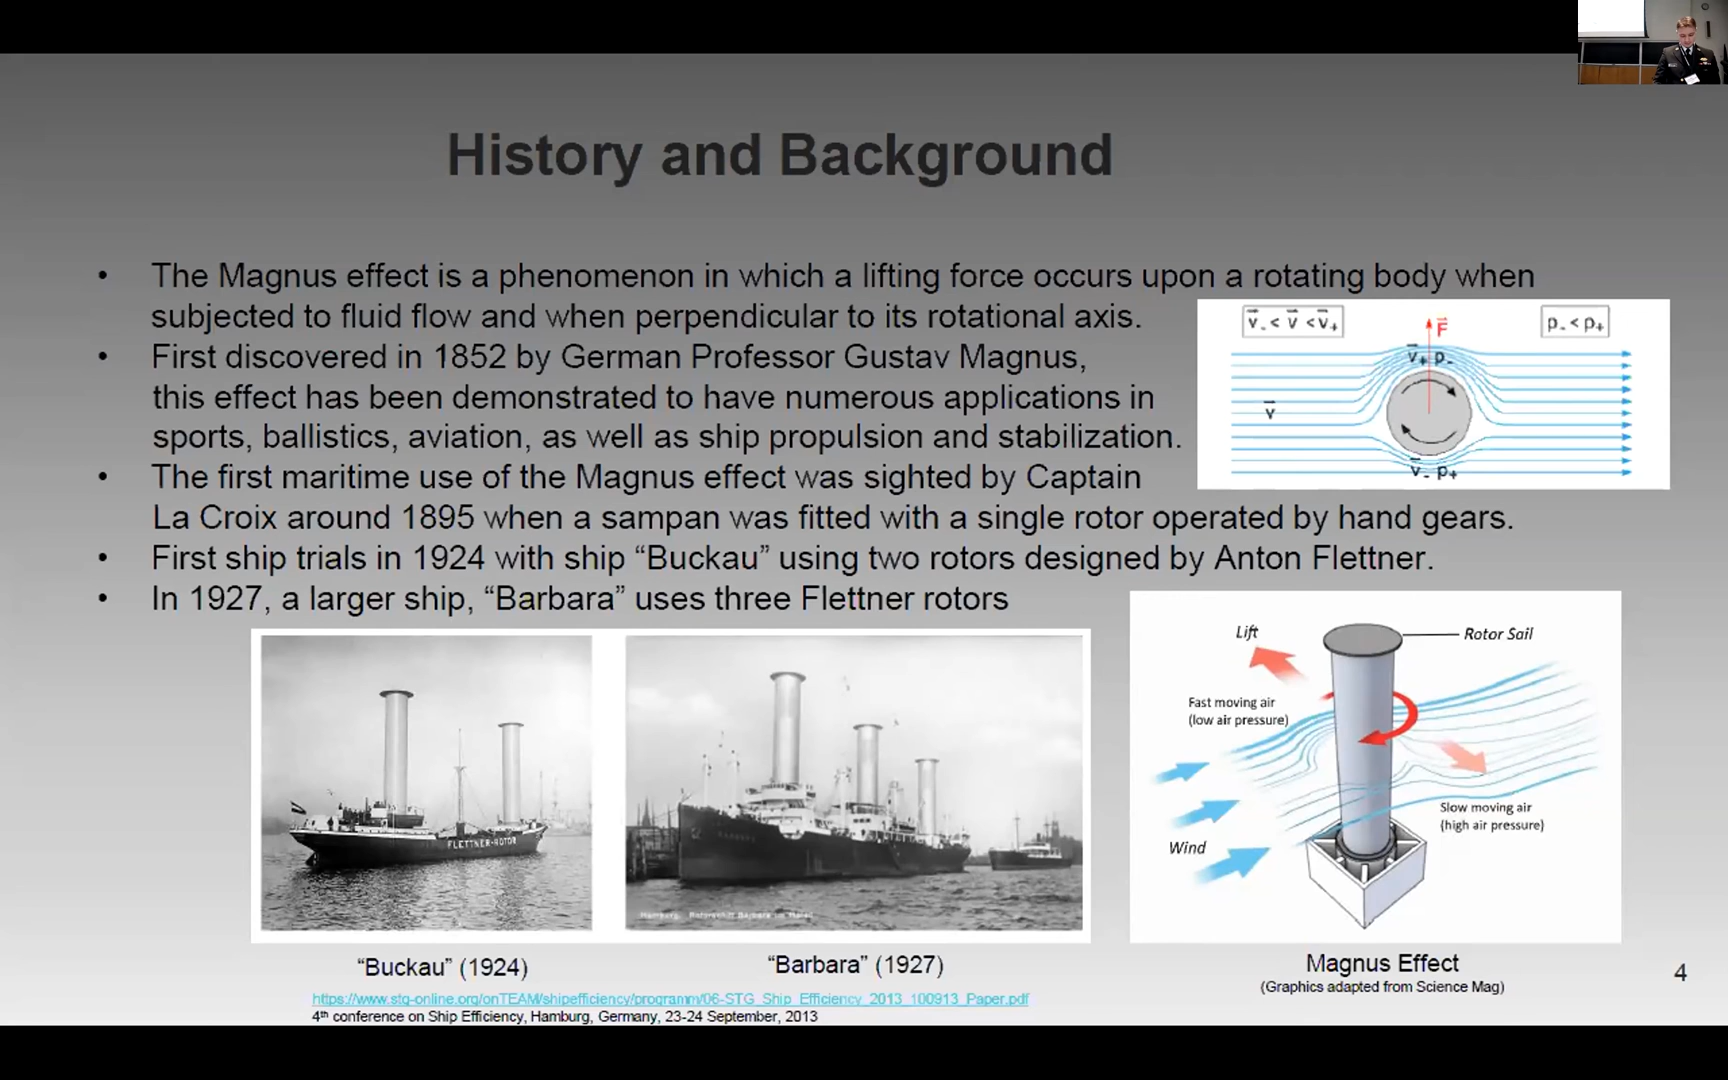 History and Background
• The Magnus effect is a phenomenon in which a lifting force occurs upon a rotating body when
subjected to fluid flow and when perpendicular to its rotational axis.
• First discovered in 1852 by German Professor Gustav Magnus,
this effect has been demonstrated to have numerous applications in
sports, ballistics, aviation, as well as ship propulsion and stabilization.
• The first maritime use of the Magnus effect was sighted by Captain
La Croix around 1895 when a sampan was fitted with a single rotor operated by hand gears.
• First ship trials in 1924 with ship “Buckau” using two rotors designed by Anton Flettner.
• In 1927, a larger ship, “Barbara” uses three Flettner rotors
v₋ < v < v₊
p₋ < p₊
F
v₊ p₋
v
v₋ p₊
Lift
Rotor Sail
Fast moving air
(low air pressure)
Slow moving air
(high air pressure)
Wind
FLETTNER-ROTOR
Hamburg. Rotorschiff Barbara im Hafen
“Buckau” (1924)
“Barbara” (1927)
Magnus Effect
(Graphics adapted from Science Mag)
4
https://www.stg-online.org/onTEAM/shipefficiency/programm/06-STG_Ship_Efficiency_2013_100913_Paper.pdf
4th conference on Ship Efficiency, Hamburg, Germany, 23-24 September, 2013